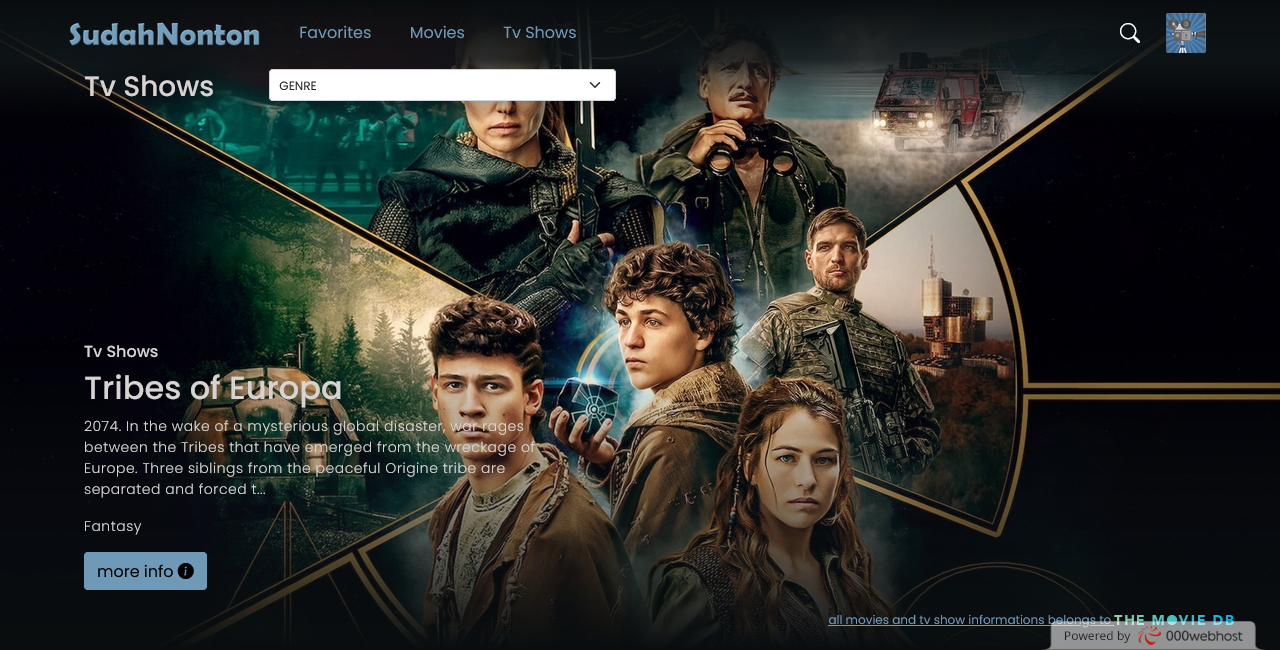 SudahNonton Favorites Movies Tv Shows
Tv Shows GENRE
Tv Shows
Tribes of Europa
2074. In the wake of a mysterious global disaster, war rages
between the Tribes that have emerged from the wreckage of
Europe. Three siblings from the peaceful Origine tribe are
separated and forced t...
Fantasy
more info i
all movies and tv show informations belongs to THE MOVIE DB
Powered by 000webhost